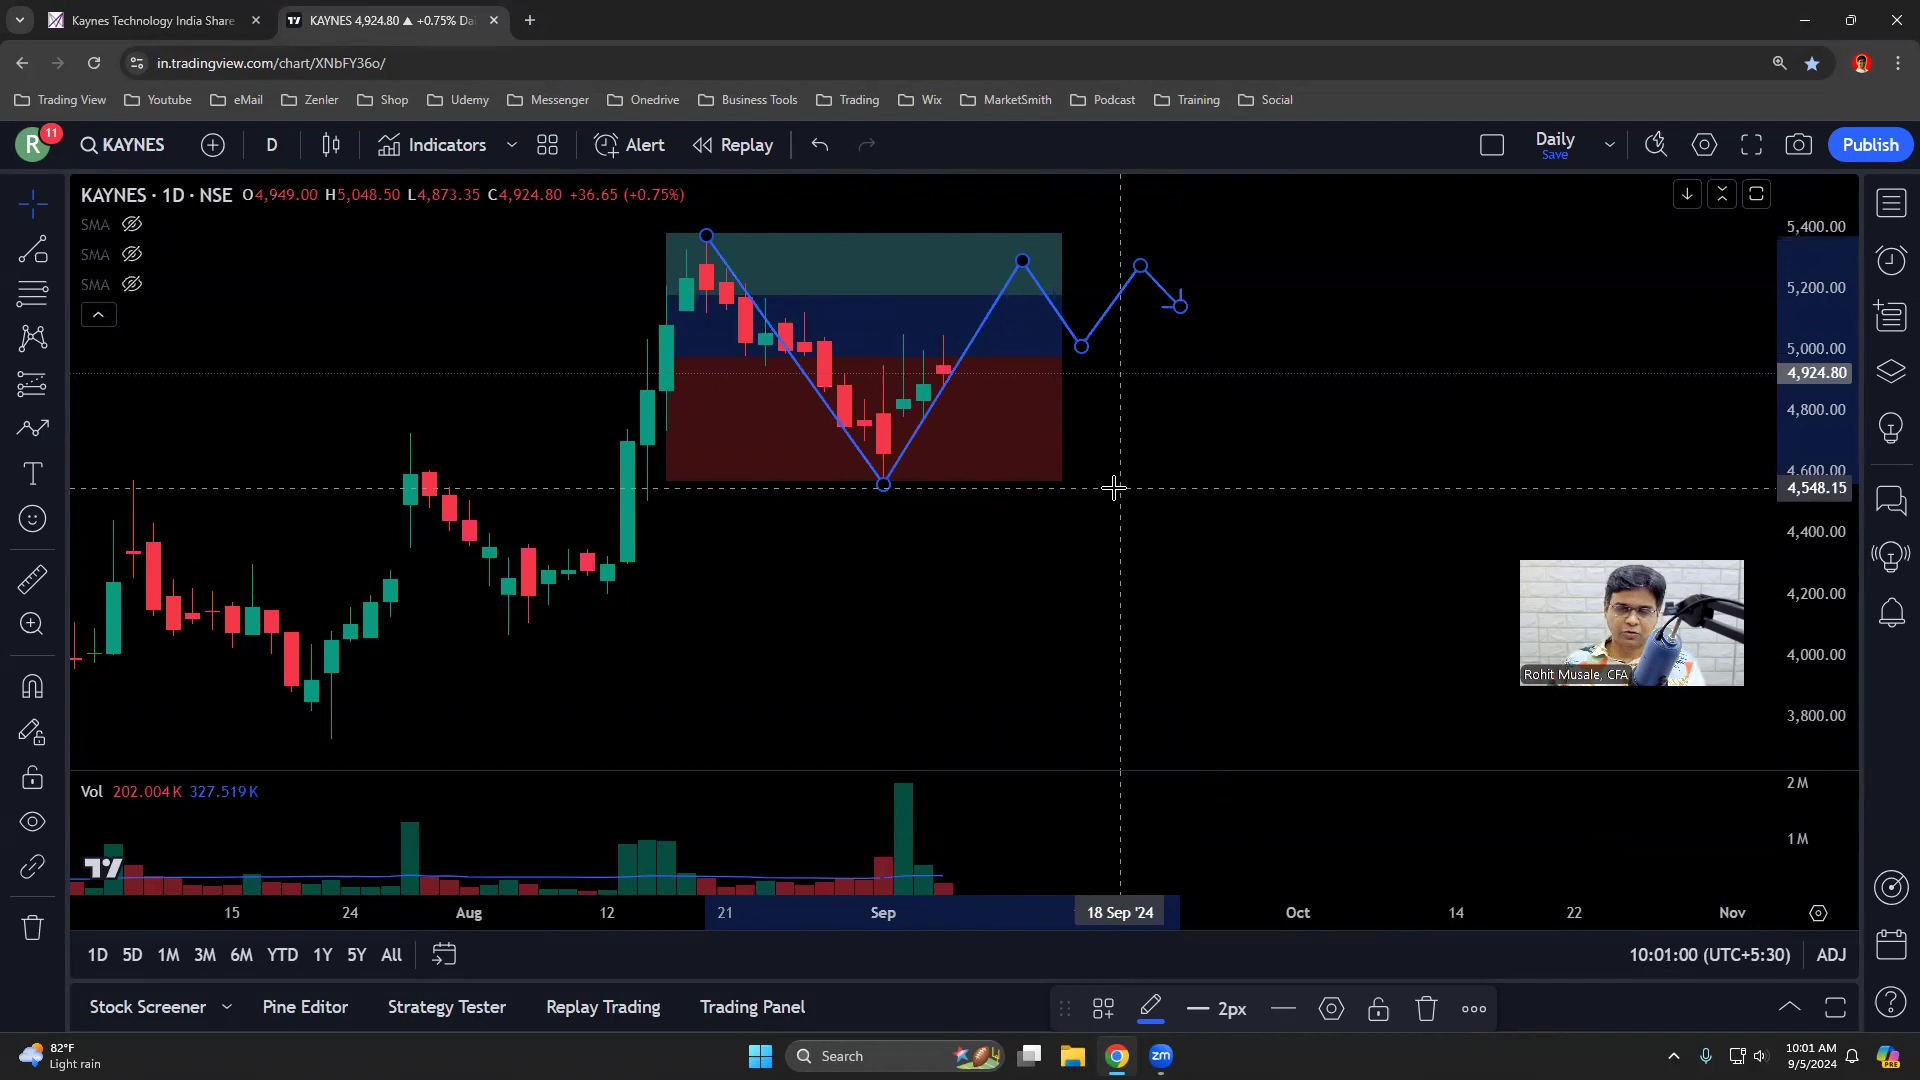 Kaynes Technology India Share
KAYNES 4,924.80 ▲ +0.75% Da
in.tradingview.com/chart/XNbFY36o/
Trading View
Youtube
eMail
Zenler
Shop
Udemy
Messenger
Onedrive
Business Tools
Trading
Wix
MarketSmith
Podcast
Training
Social
R
11
KAYNES
D
Indicators
Alert
Replay
Daily
Save
Publish
KAYNES · 1D · NSE O4,949.00 H5,048.50 L4,873.35 C4,924.80 +36.65 (+0.75%)
SMA
SMA
SMA
5,400.00
5,200.00
5,000.00
4,924.80
4,800.00
4,600.00
4,548.15
4,400.00
4,200.00
4,000.00
3,800.00
Rohit Musale, CFA
Vol 202.004K 327.519K
2 M
1 M
15
24
Aug
12
21
Sep
18 Sep '24
Oct
14
22
Nov
1D 5D 1M 3M 6M YTD 1Y 5Y All
10:01:00 (UTC+5:30)
ADJ
Stock Screener
Pine Editor
Strategy Tester
Replay Trading
Trading Panel
2px
82°F
Light rain
Search
zm
10:01 AM
9/5/2024
PRE